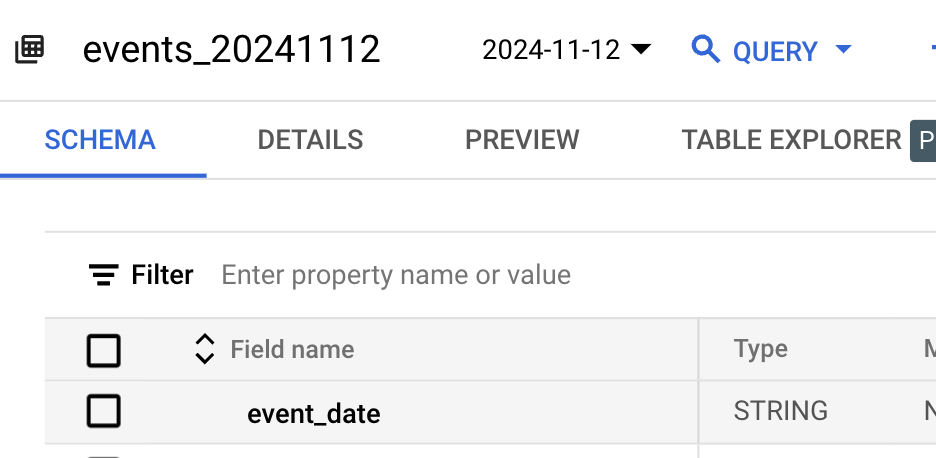 events_20241112 2024-11-12 QUERY
SCHEMA DETAILS PREVIEW TABLE EXPLORER P
Filter Enter property name or value
Field name Type
event_date STRING